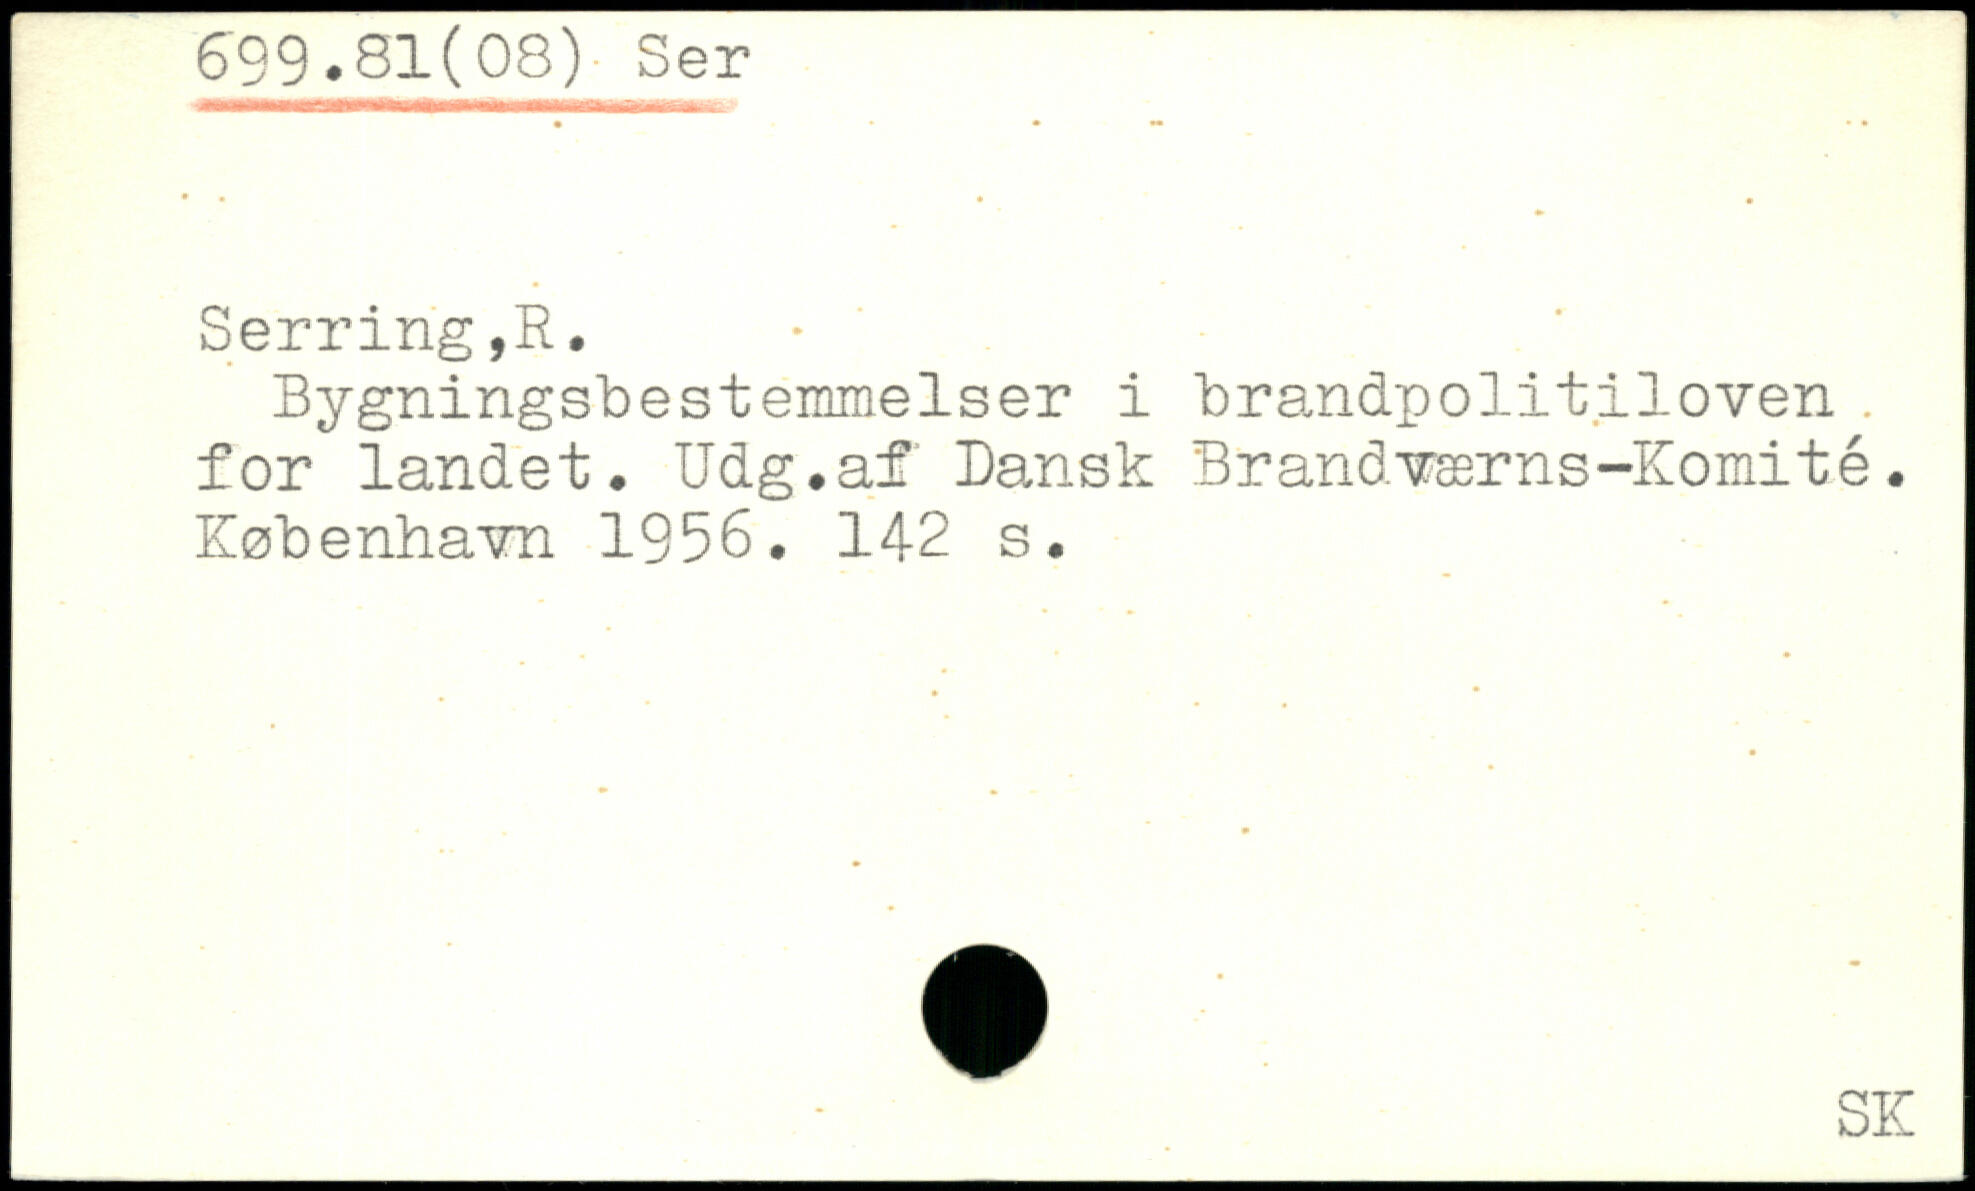 699.81(08) Ser
Serring,R.
Bygningsbestemmelser i brandpolitiloven
for landet. Udg.af Dansk Brandværns-Komité.
København 1956. 142 s.
SK